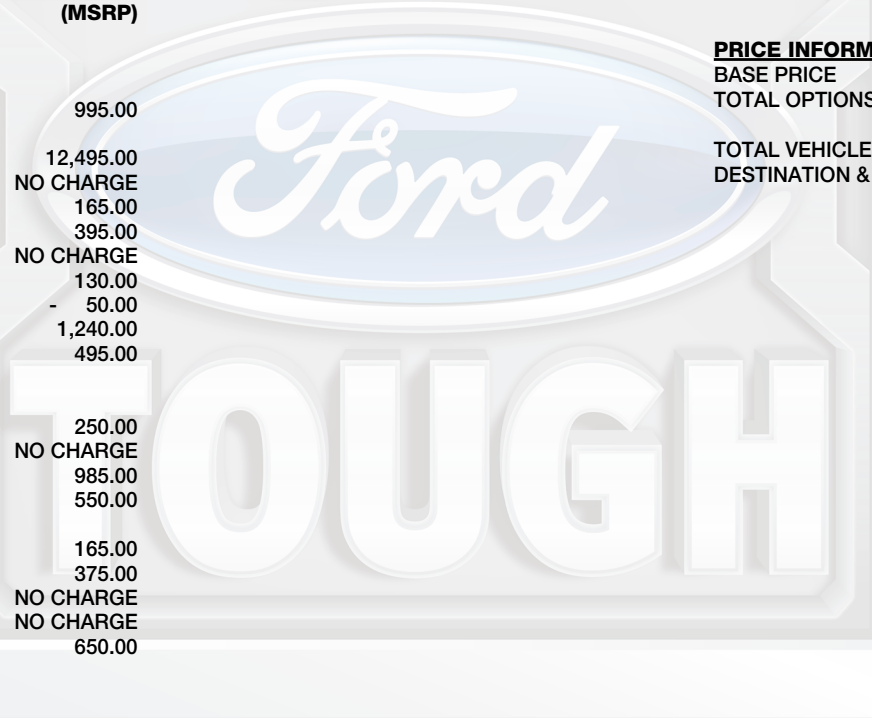 (MSRP)
995.00
12,495.00
NO CHARGE
165.00
395.00
NO CHARGE
130.00
- 50.00
1,240.00
495.00
250.00
NO CHARGE
985.00
550.00
165.00
375.00
NO CHARGE
NO CHARGE
650.00
PRICE INFORM
BASE PRICE
TOTAL OPTIONS
TOTAL VEHICLE
DESTINATION &
Ford
TOUGH